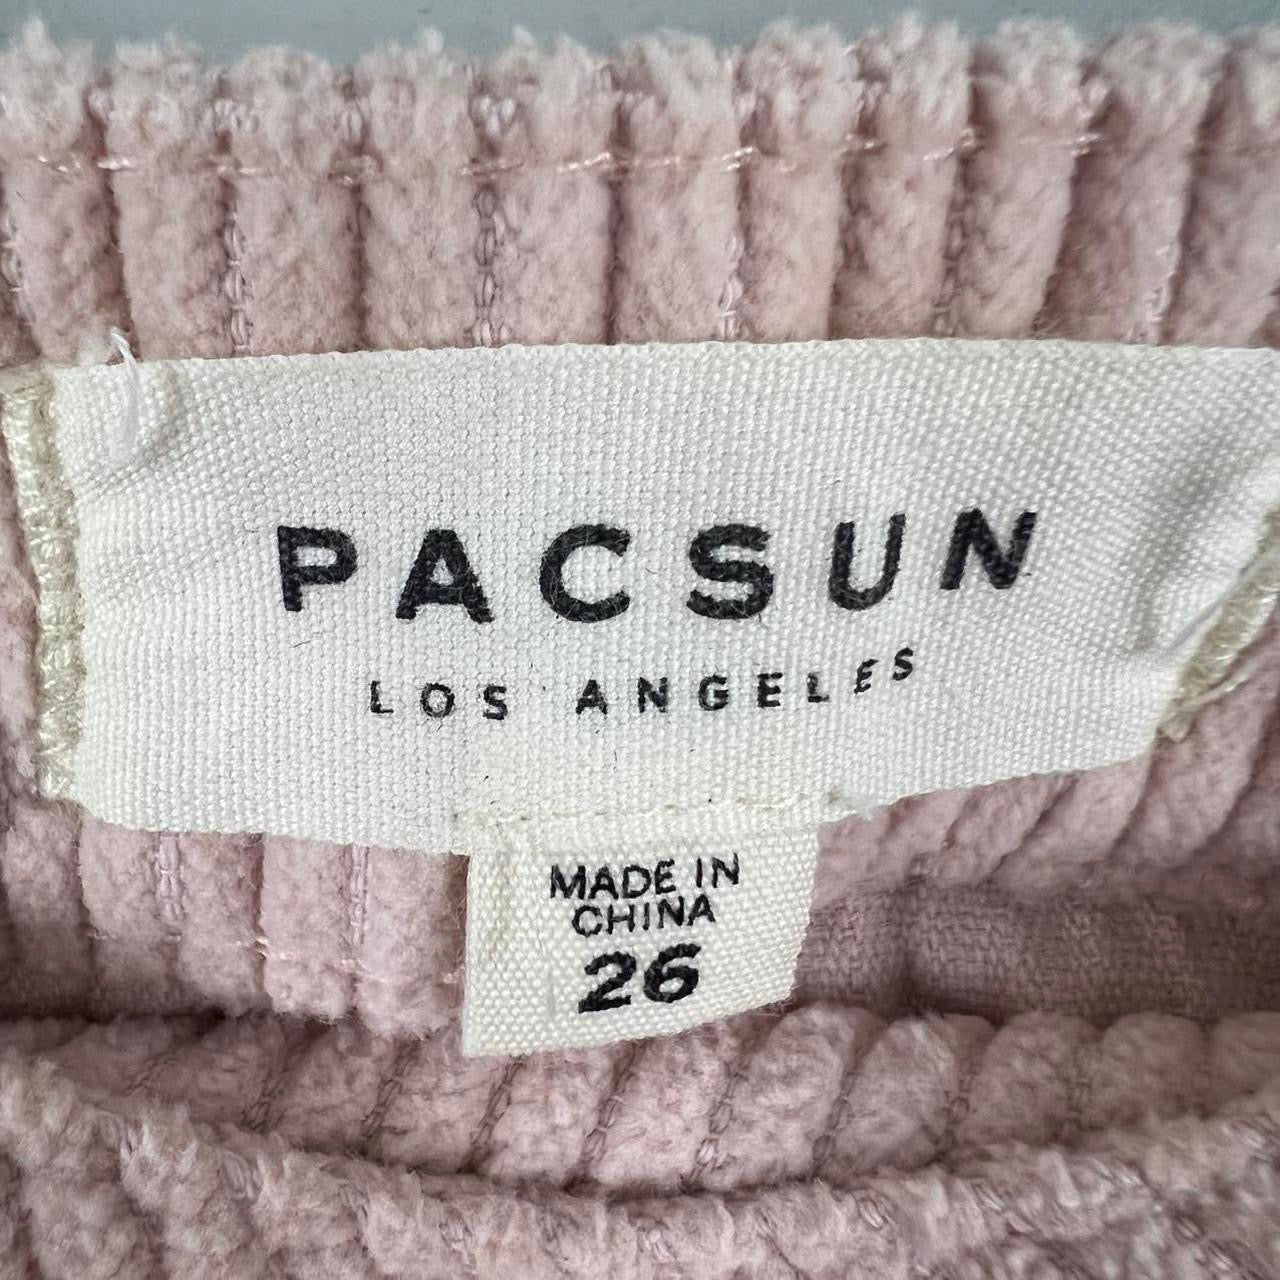 PACSUN
LOS ANGELES
MADE IN
CHINA
26